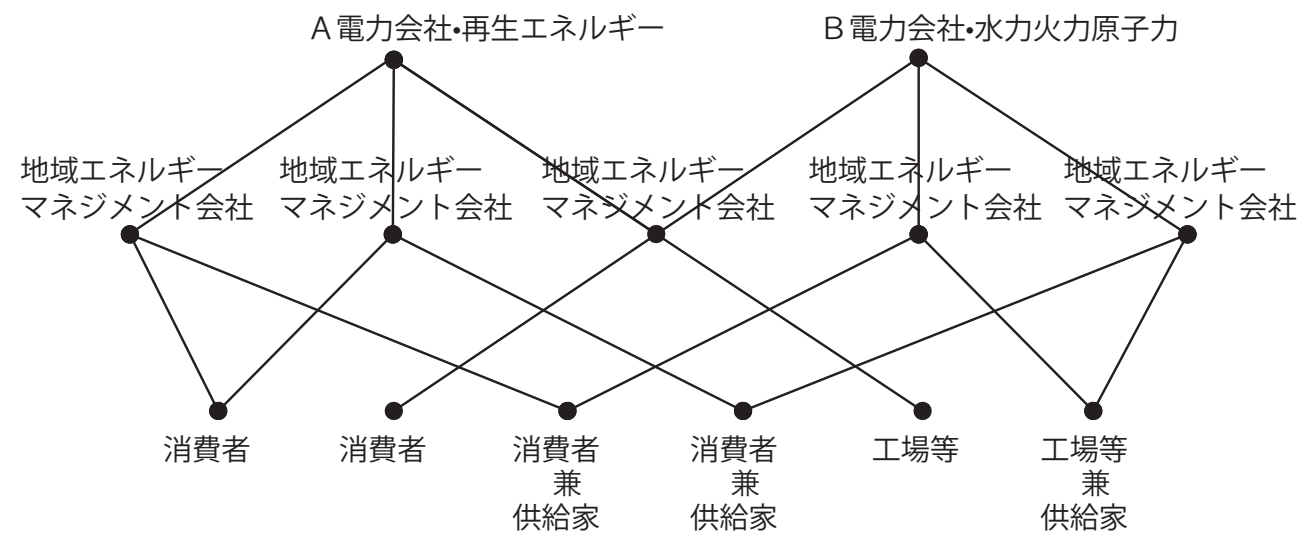 A電力会社・再生エネルギー
B電力会社・水力火力原子力
地域エネルギー
マネジメント会社
地域エネルギー
マネジメント会社
地域エネルギー
マネジメント会社
地域エネルギー
マネジメント会社
地域エネルギー
マネジメント会社
消費者
消費者
消費者
兼
供給家
消費者
兼
供給家
工場等
工場等
兼
供給家